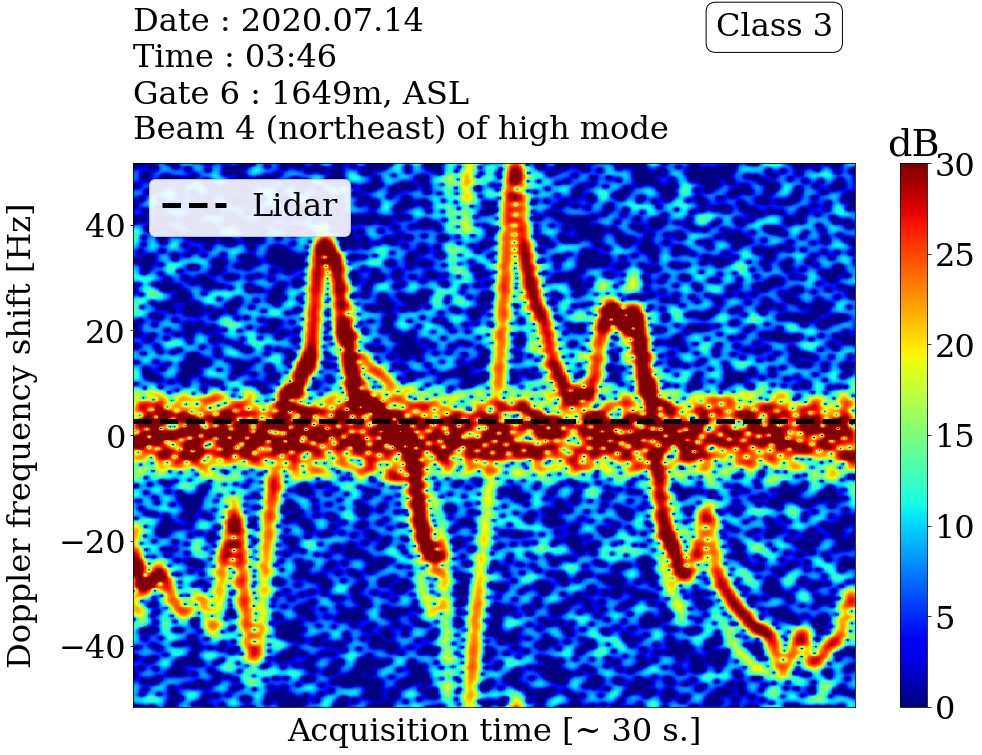 Date : 2020.07.14
Time : 03:46
Gate 6 : 1649m, ASL
Beam 4 (northeast) of high mode
Class 3
dB
Lidar
Doppler frequency shift [Hz]
40
20
0
−20
−40
30
25
20
15
10
5
0
Acquisition time [~ 30 s.]